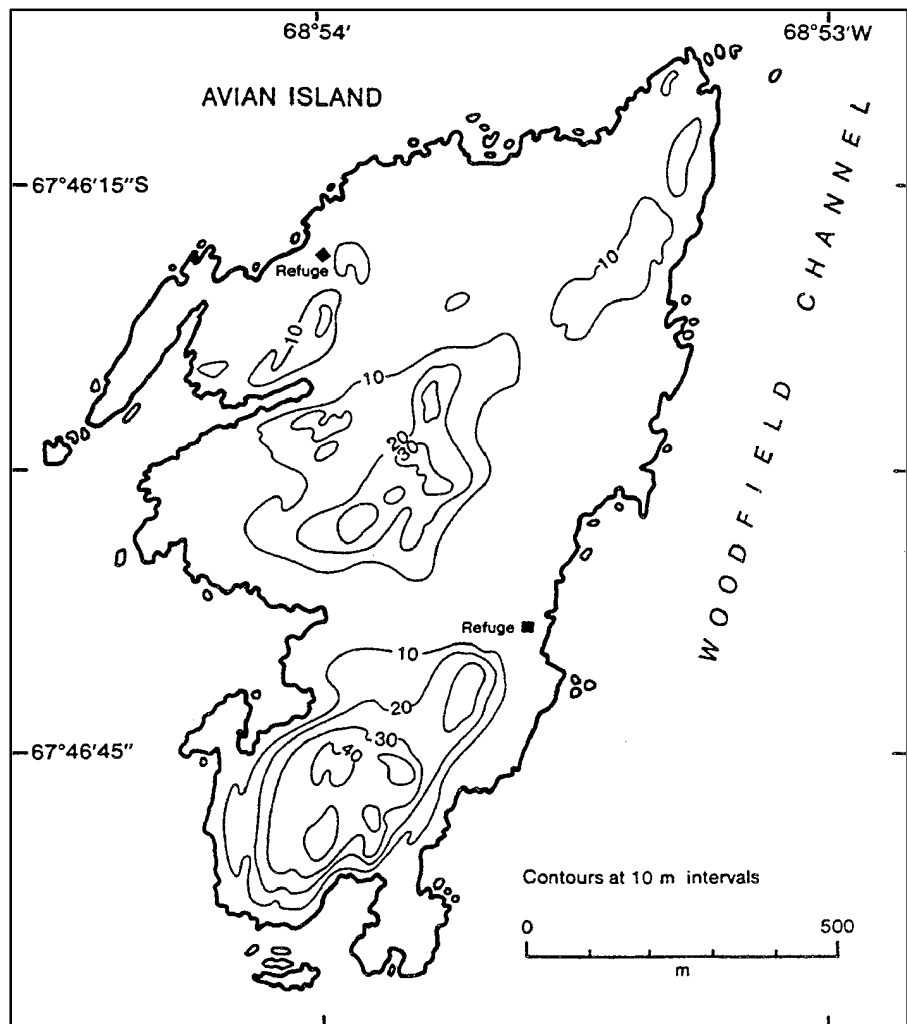 68°54' 68°53'W
AVIAN ISLAND
67°46'15"S
Refuge
10
10
10
20
30
WOODFIELD CHANNEL
Refuge
10
20
30
40
67°46'45"
Contours at 10 m intervals
0 500
m